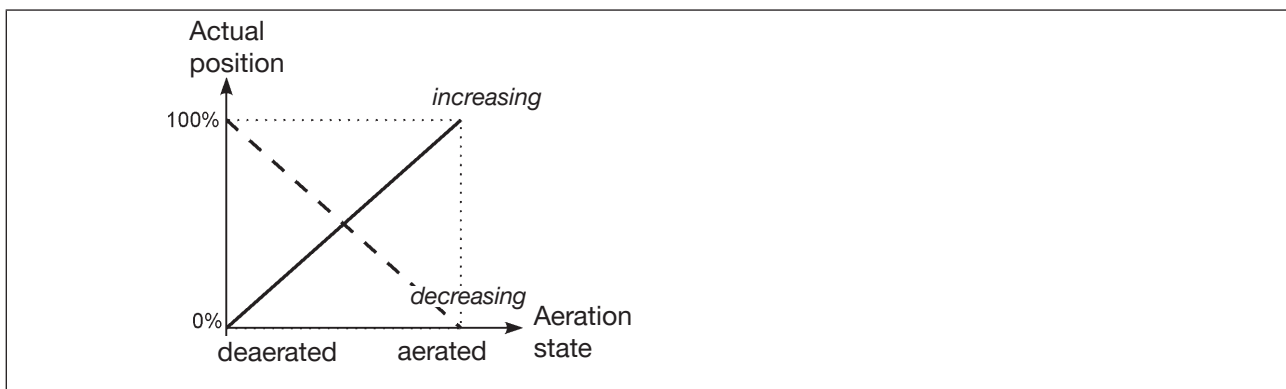 Actual
position
increasing
100%
decreasing
0%
Aeration
state
deaerated
aerated